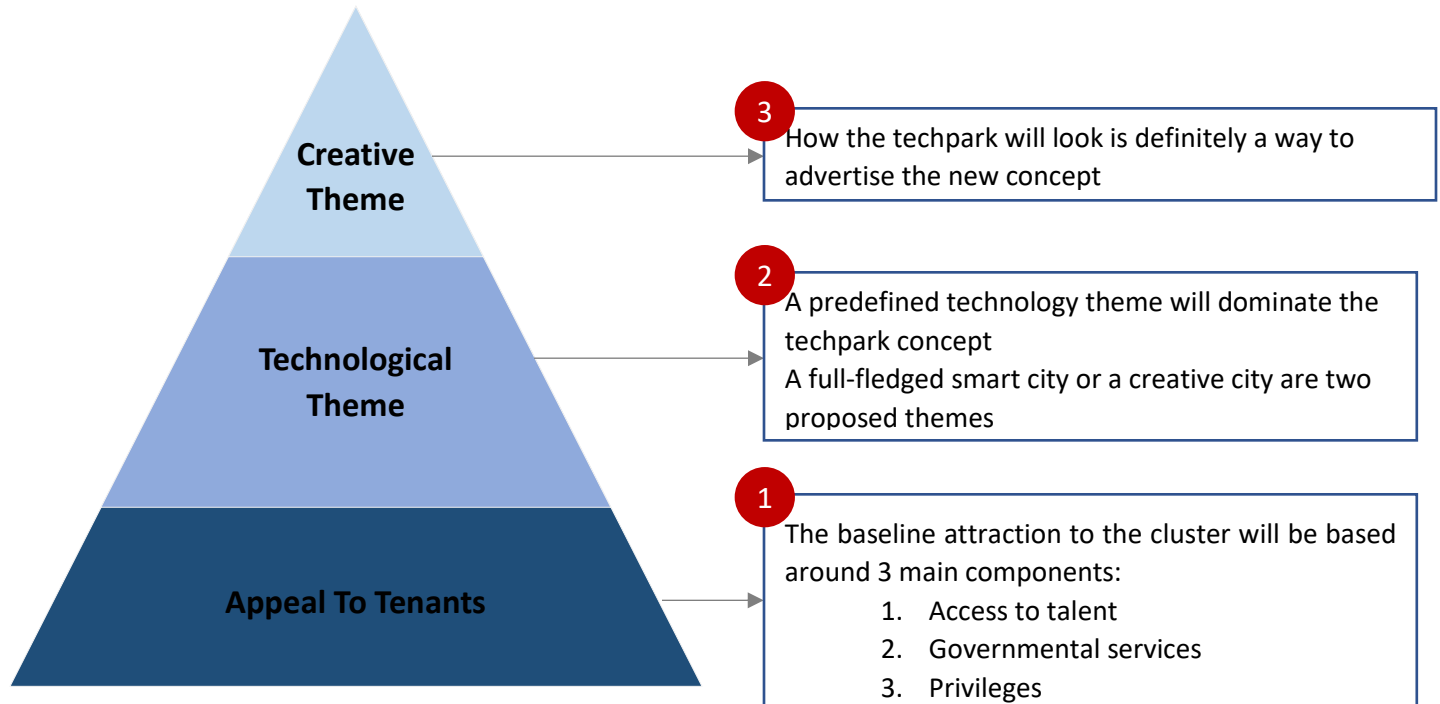 Creative
Theme
3
How the techpark will look is definitely a way to
advertise the new concept
Technological
Theme
2
A predefined technology theme will dominate the
techpark concept
A full-fledged smart city or a creative city are two
proposed themes
Appeal To Tenants
1
The baseline attraction to the cluster will be based
around 3 main components:
1. Access to talent
2. Governmental services
3. Privileges